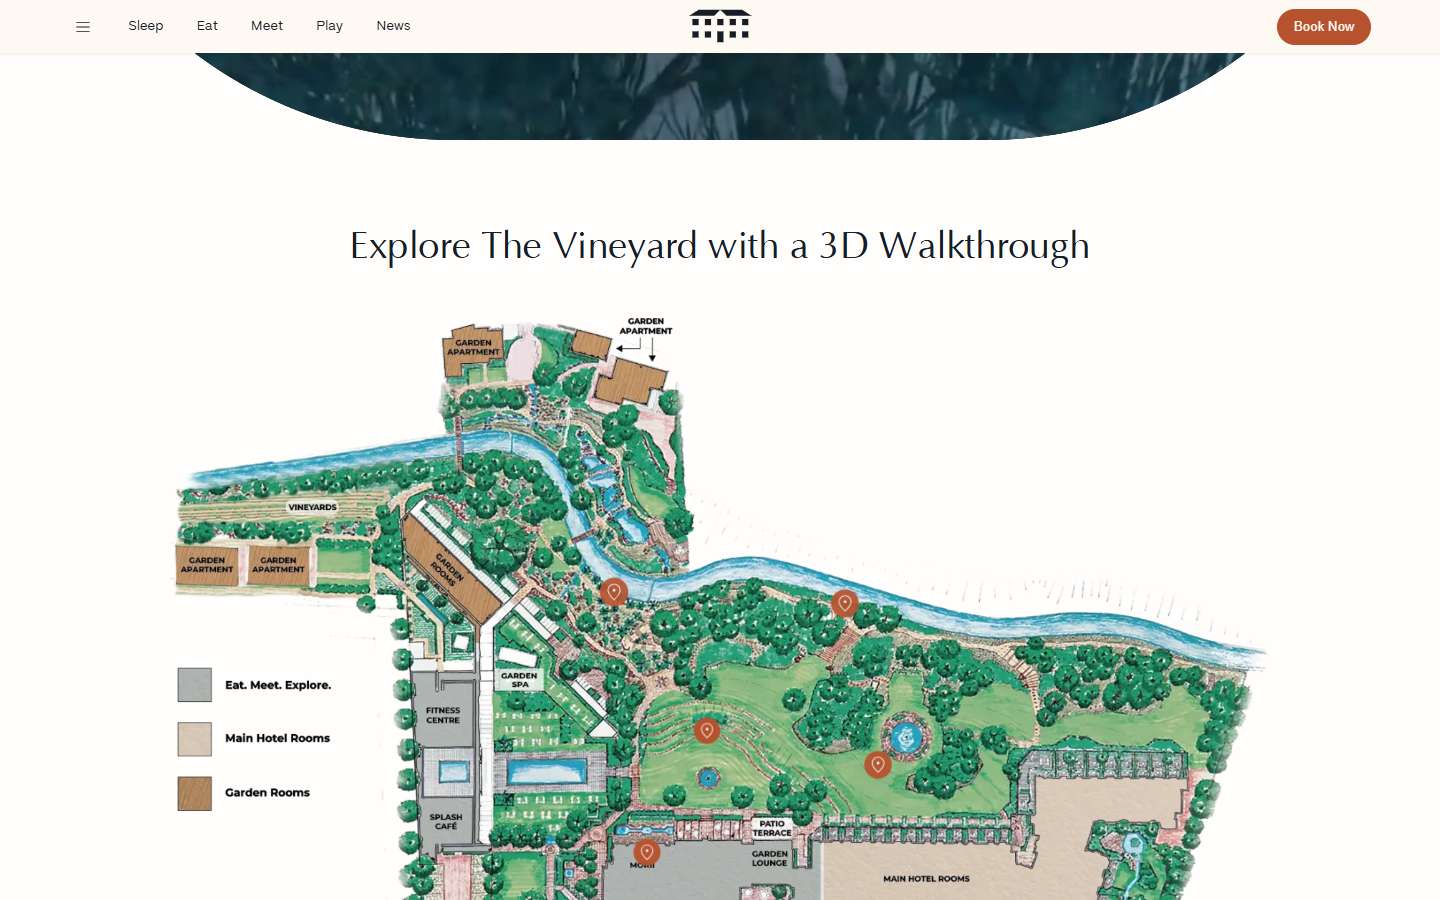 Sleep
Eat
Meet
Play
News
Book Now
Explore The Vineyard with a 3D Walkthrough
GARDEN
APARTMENT
GARDEN
APARTMENT
VINEYARDS
GARDEN
APARTMENT
GARDEN
APARTMENT
GARDEN
ROOMS
GARDEN
SPA
Eat. Meet. Explore.
FITNESS
CENTRE
Main Hotel Rooms
Garden Rooms
SPLASH
CAFÉ
PATIO
TERRACE
GARDEN
LOUNGE
MAIN HOTEL ROOMS